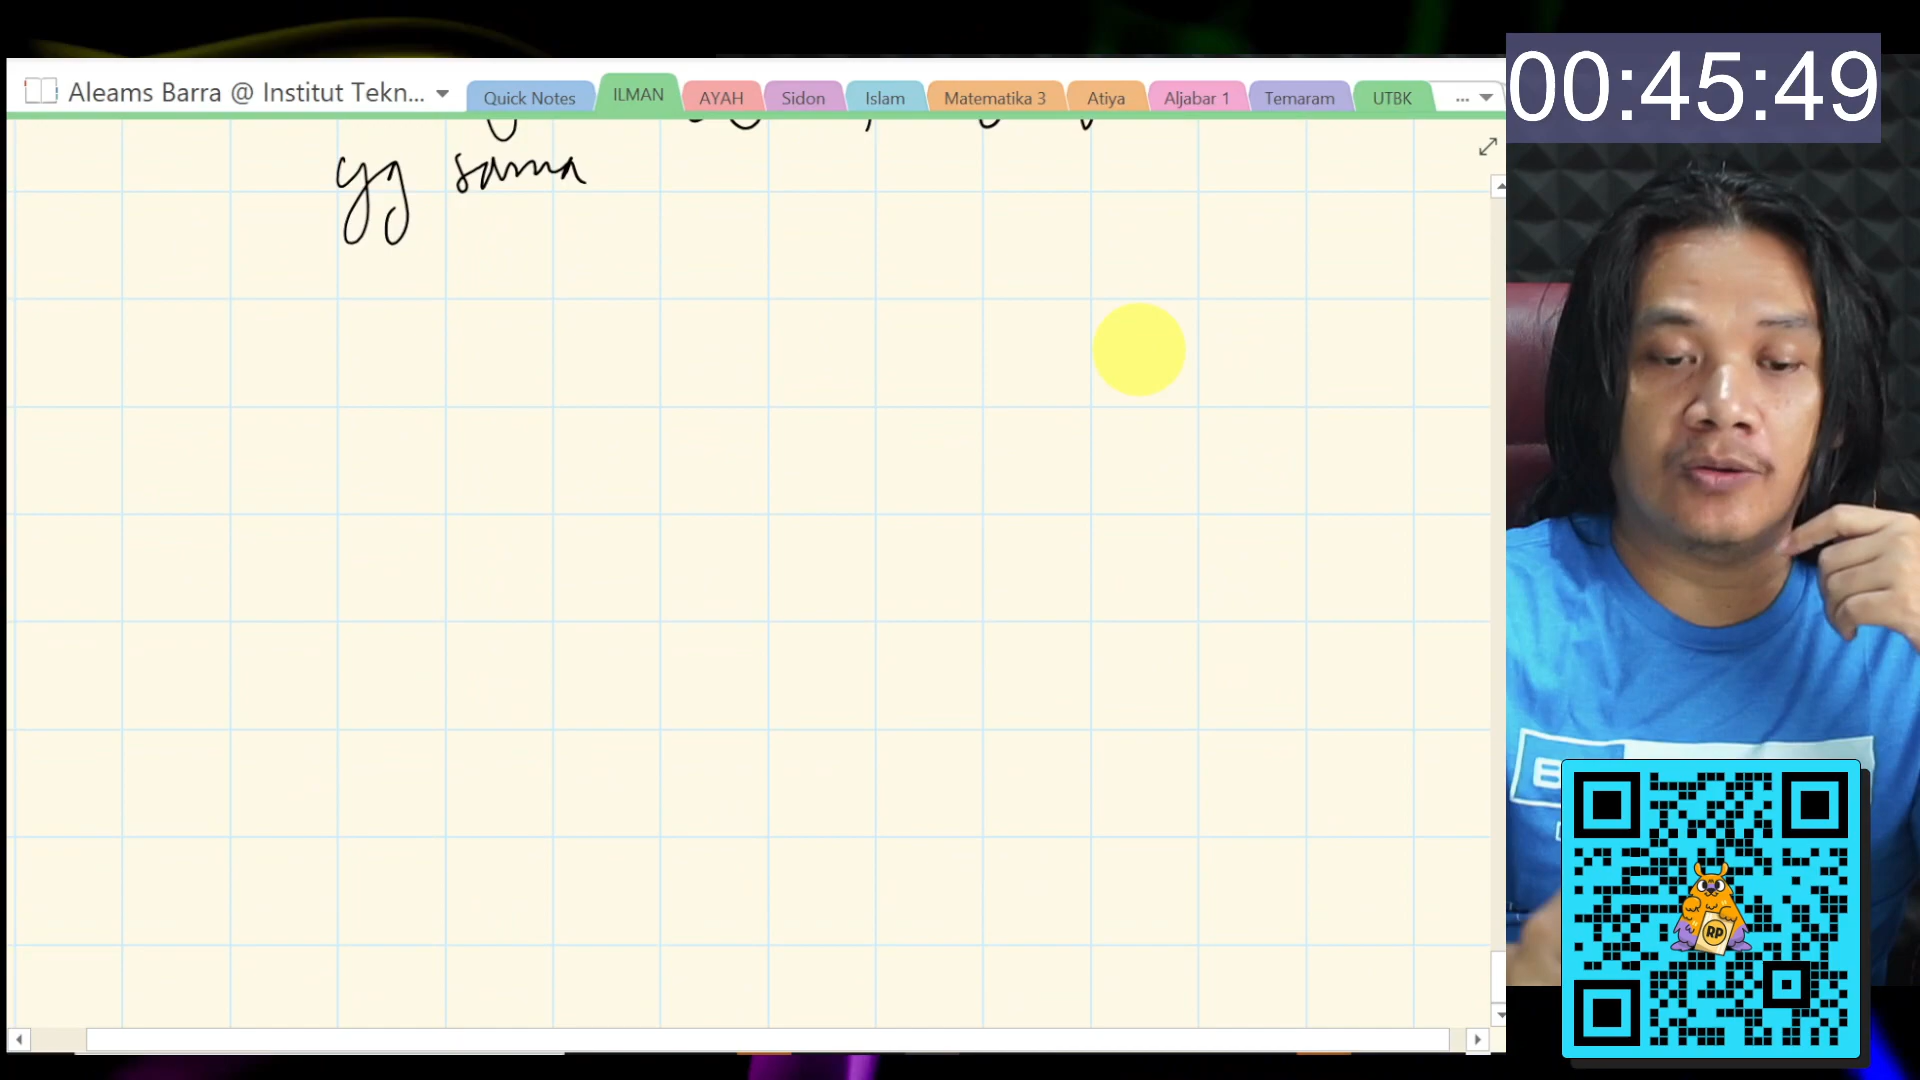 Aleams Barra @ Institut Tekn...
Quick Notes
ILMAN
AYAH
Sidon
Islam
Matematika 3
Atiya
Aljabar 1
Temaram
UTBK
...
00:45:49
yg sama
RP